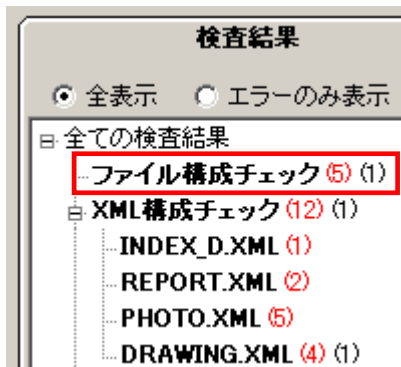 検査結果
全表示 エラーのみ表示
全ての検査結果
ファイル構成チェック (5) (1)
XML構成チェック (12) (1)
INDEX_D.XML (1)
REPORT.XML (2)
PHOTO.XML (5)
DRAWING.XML (4) (1)